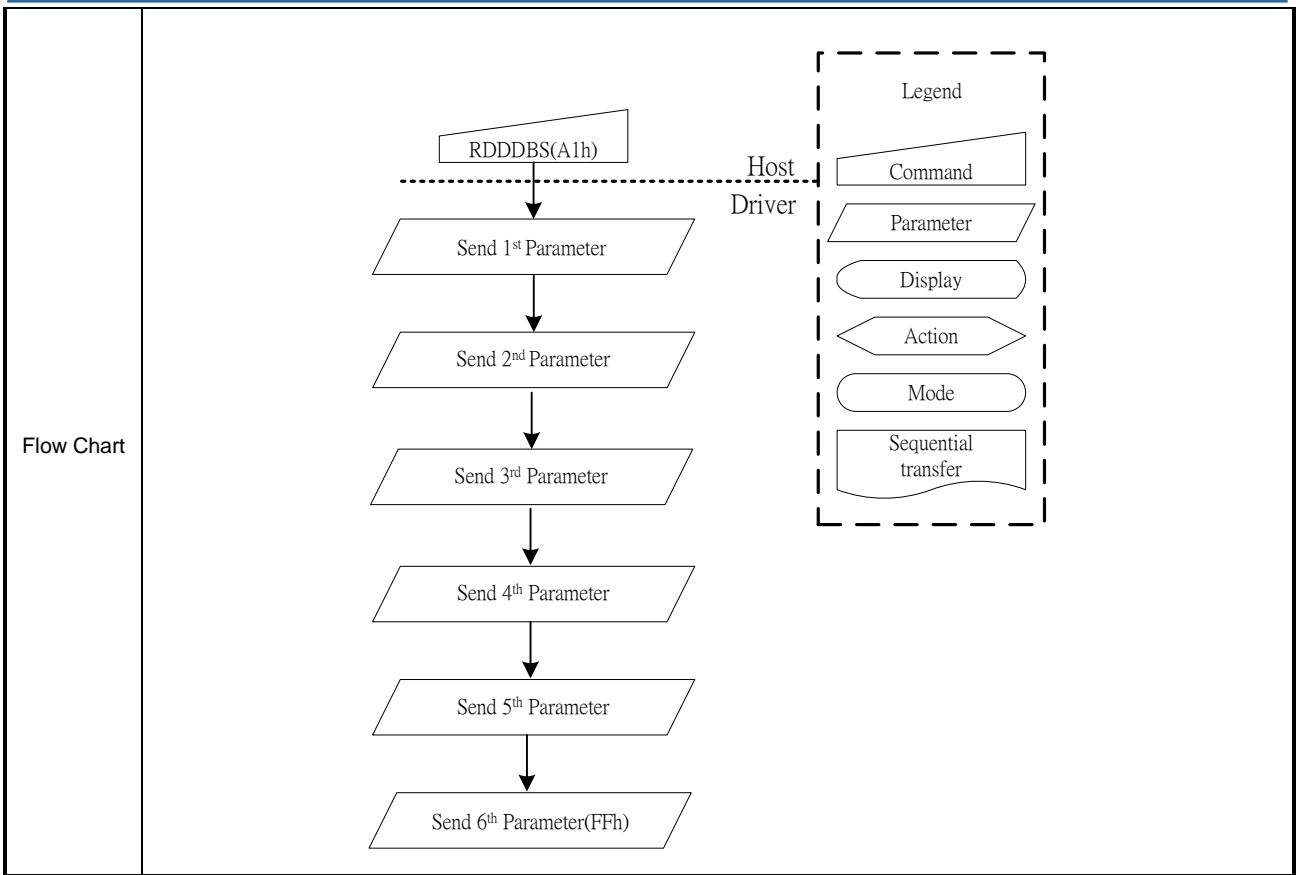 Flow Chart
RDDDBS(A1h)
Host
Driver
Send 1st Parameter
Send 2nd Parameter
Send 3rd Parameter
Send 4th Parameter
Send 5th Parameter
Send 6th Parameter(FFh)
Legend
Command
Parameter
Display
Action
Mode
Sequential
transfer